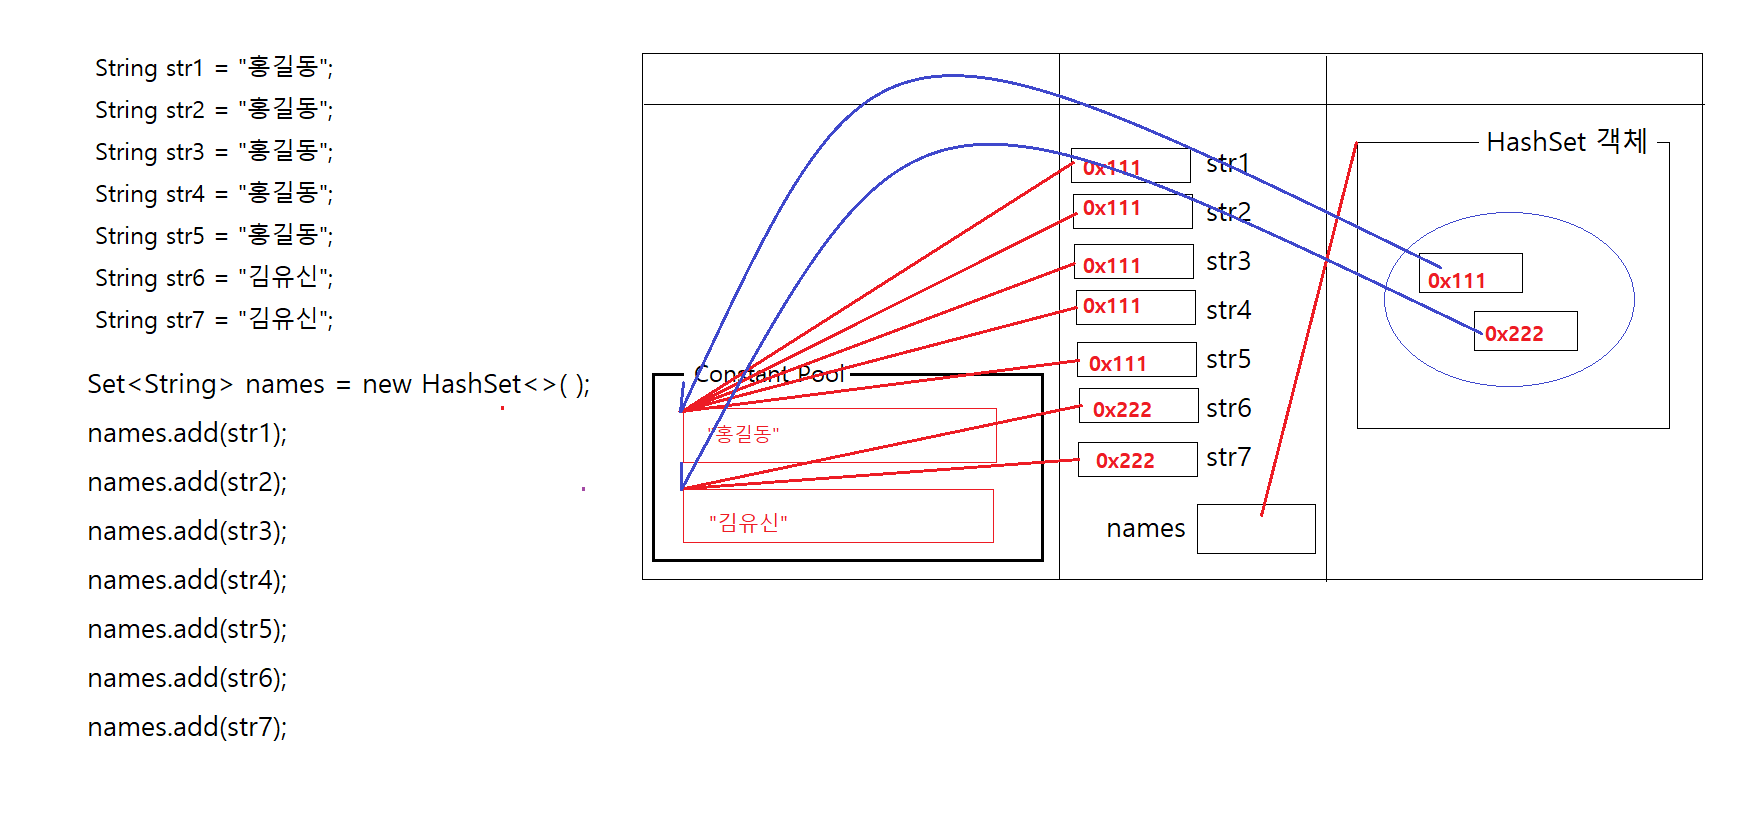 String str1 = "홍길동";
String str2 = "홍길동";
String str3 = "홍길동";
String str4 = "홍길동";
String str5 = "홍길동";
String str6 = "김유신";
String str7 = "김유신";
Set<String> names = new HashSet<>( );
names.add(str1);
names.add(str2);
names.add(str3);
names.add(str4);
names.add(str5);
names.add(str6);
names.add(str7);
Constant Pool
"홍길동"
"김유신"
0x111 str1
0x111 str2
0x111 str3
0x111 str4
0x111 str5
0x222 str6
0x222 str7
names
HashSet 객체
0x111
0x222